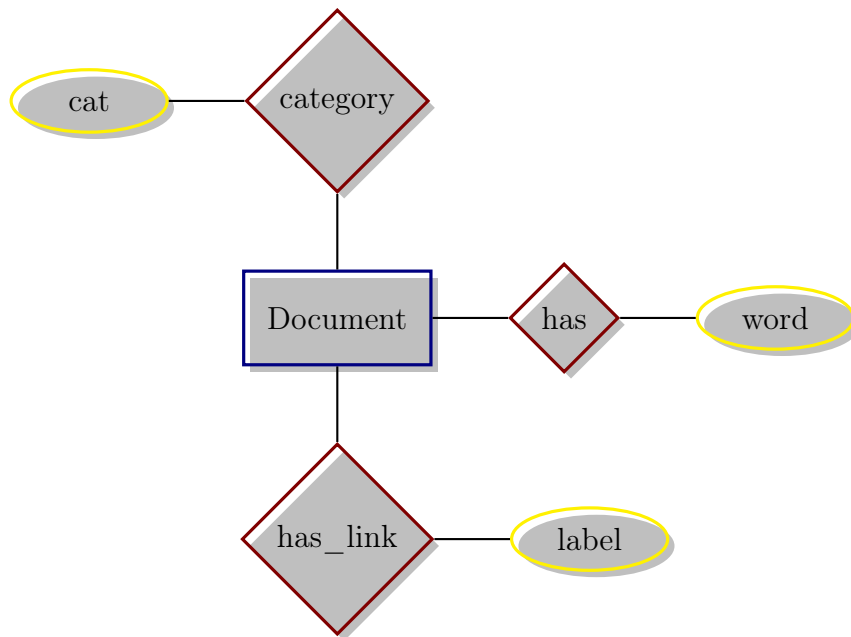 cat
category
Document
has
word
has_link
label